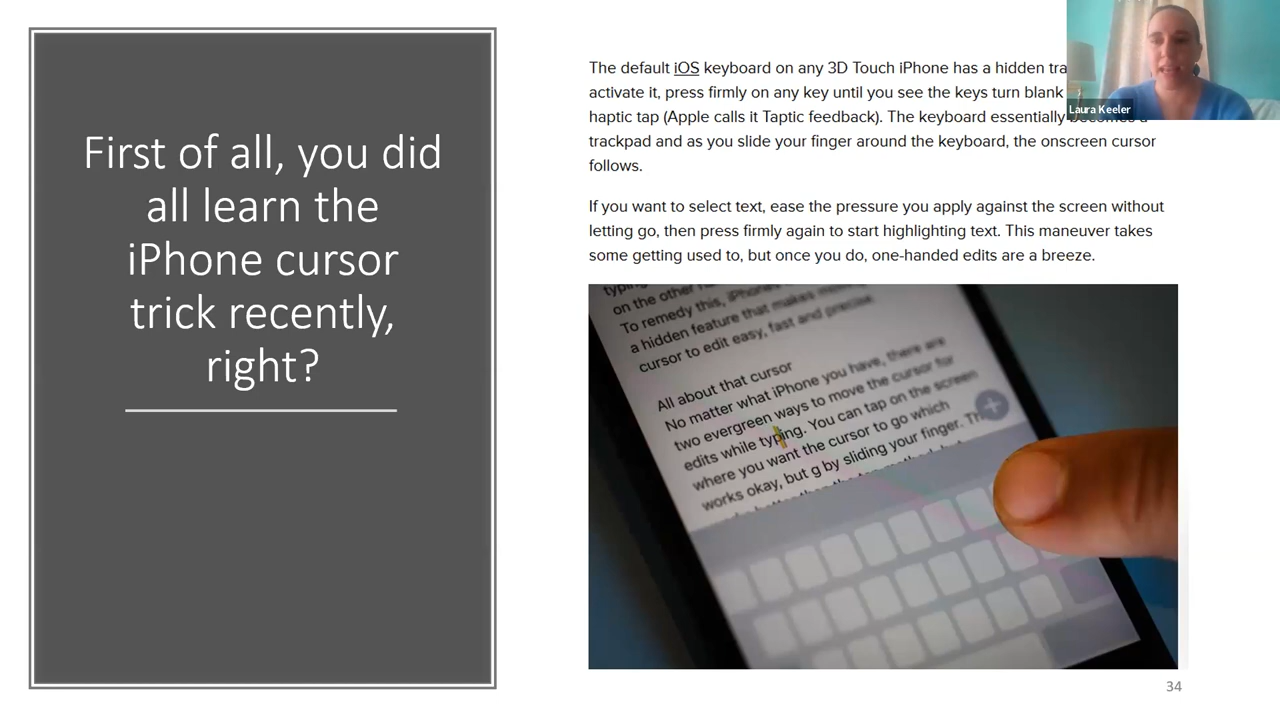 First of all, you did
all learn the
iPhone cursor
trick recently,
right?
The default iOS keyboard on any 3D Touch iPhone has a hidden
activate it, press firmly on any key until you see the keys turn blank
haptic tap (Apple calls it Taptic feedback). The keyboard essentially
trackpad and as you slide your finger around the keyboard, the onscreen cursor
follows.
If you want to select text, ease the pressure you apply against the screen without
letting go, then press firmly again to start highlighting text. This maneuver takes
some getting used to, but once you do, one-handed edits are a breeze.
Laura Keeler
on the other
To remedy this,
a hidden feature that makes
cursor to edit easy, fast and precise
All about that cursor
No matter what iPhone you have, there are
two evergreen ways to move the cursor for
edits while typing. You can tap on the screen
where you want the cursor to go which
works okay, but g by sliding your finger.
34